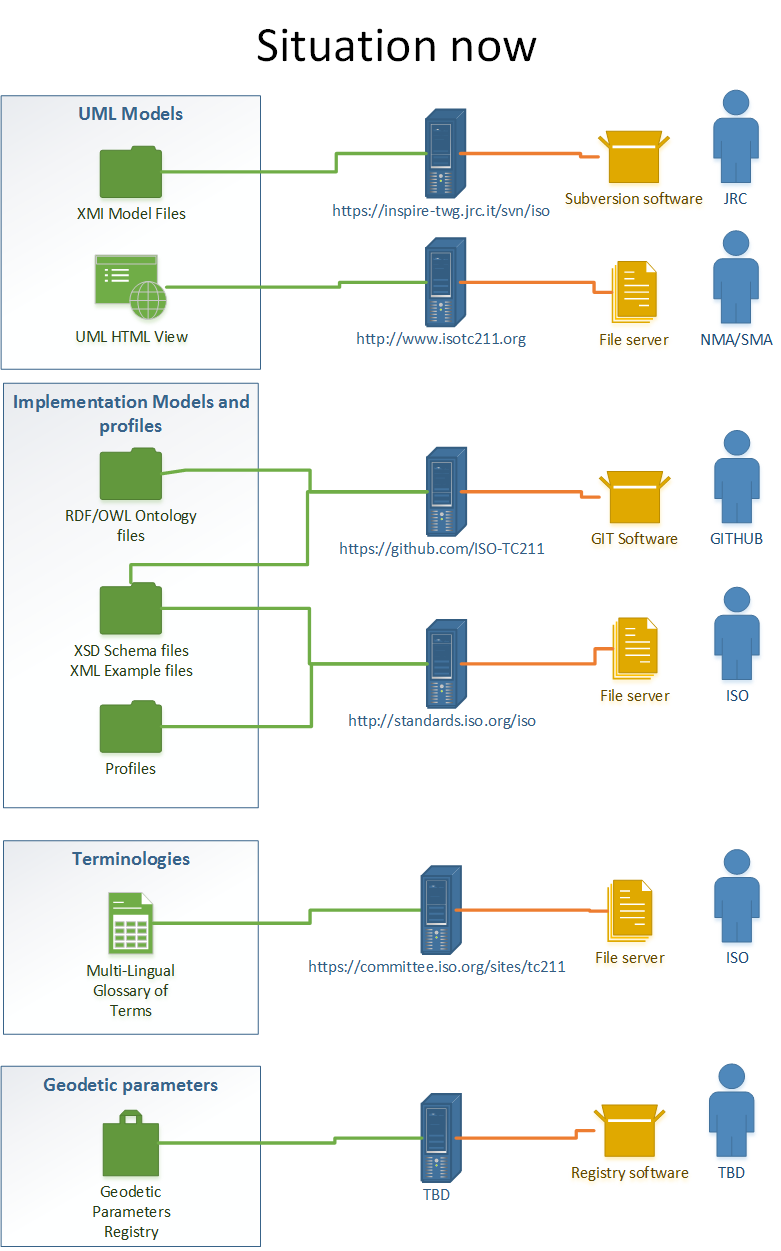 Situation now
UML Models
XMI Model Files
https://inspire-twg.jrc.it/svn/iso
Subversion software
JRC
UML HTML View
http://www.isotc211.org
File server
NMA/SMA
Implementation Models and
profiles
RDF/OWL Ontology
files
https://github.com/ISO-TC211
GIT Software
GITHUB
XSD Schema files
XML Example files
http://standards.iso.org/iso
File server
ISO
Profiles
Terminologies
Multi-Lingual
Glossary of
Terms
https://committee.iso.org/sites/tc211
File server
ISO
Geodetic parameters
Geodetic
Parameters
Registry
TBD
Registry software
TBD